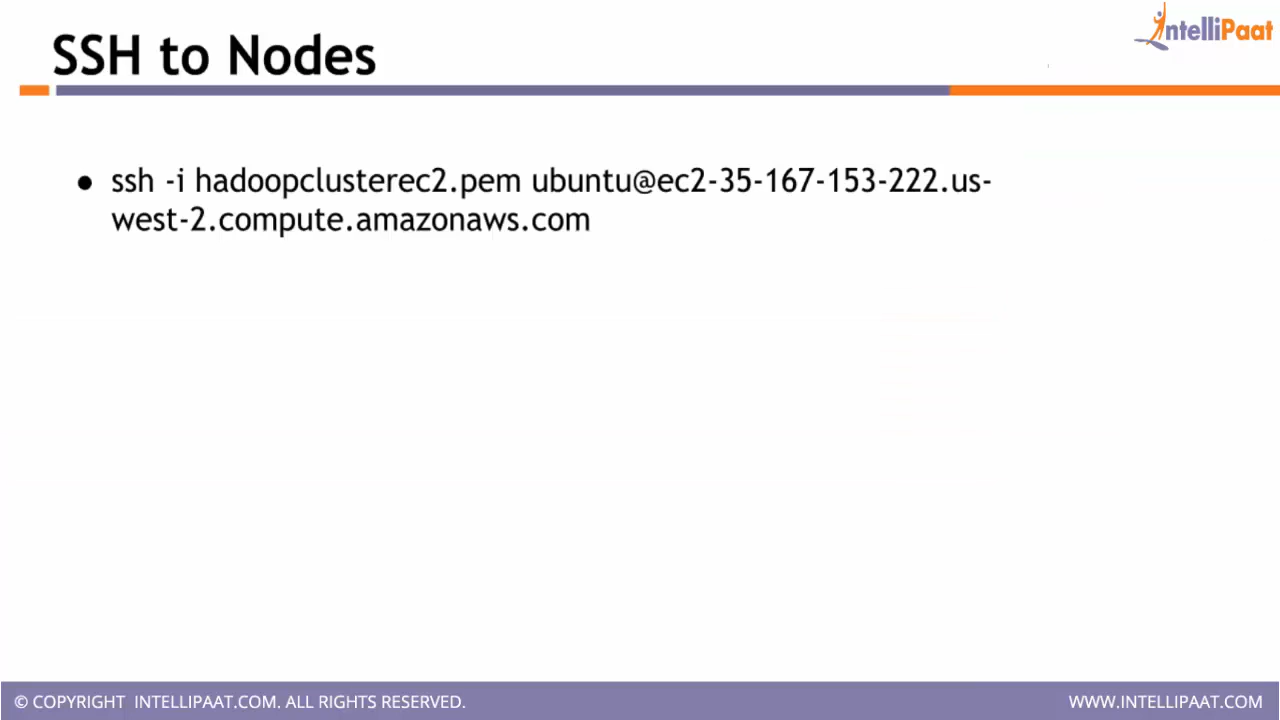 SSH to Nodes
IntelliPaat
● ssh -i hadoopclusterec2.pem ubuntu@ec2-35-167-153-222.us-
west-2.compute.amazonaws.com
© COPYRIGHT INTELLIPAAT.COM. ALL RIGHTS RESERVED.
WWW.INTELLIPAAT.COM